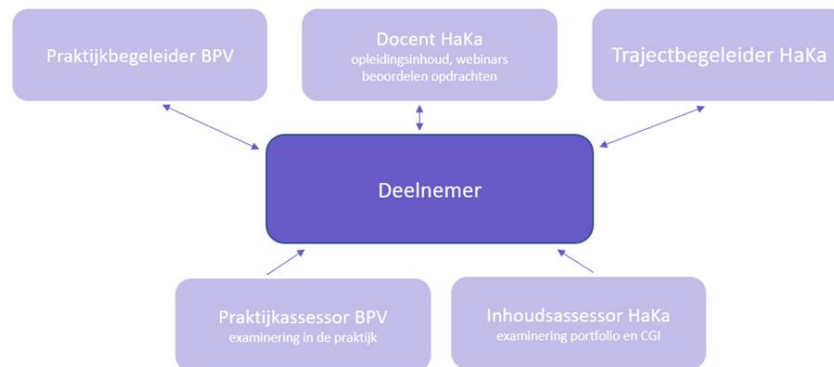 Praktijkbegeleider BPV
Docent HaKa
opleidingsinhoud, webinars
beoordelen opdrachten
Trajectbegeleider HaKa
Deelnemer
Praktijkassessor BPV
examinering in de praktijk
Inhoudsassessor HaKa
examinering portfolio en CGI